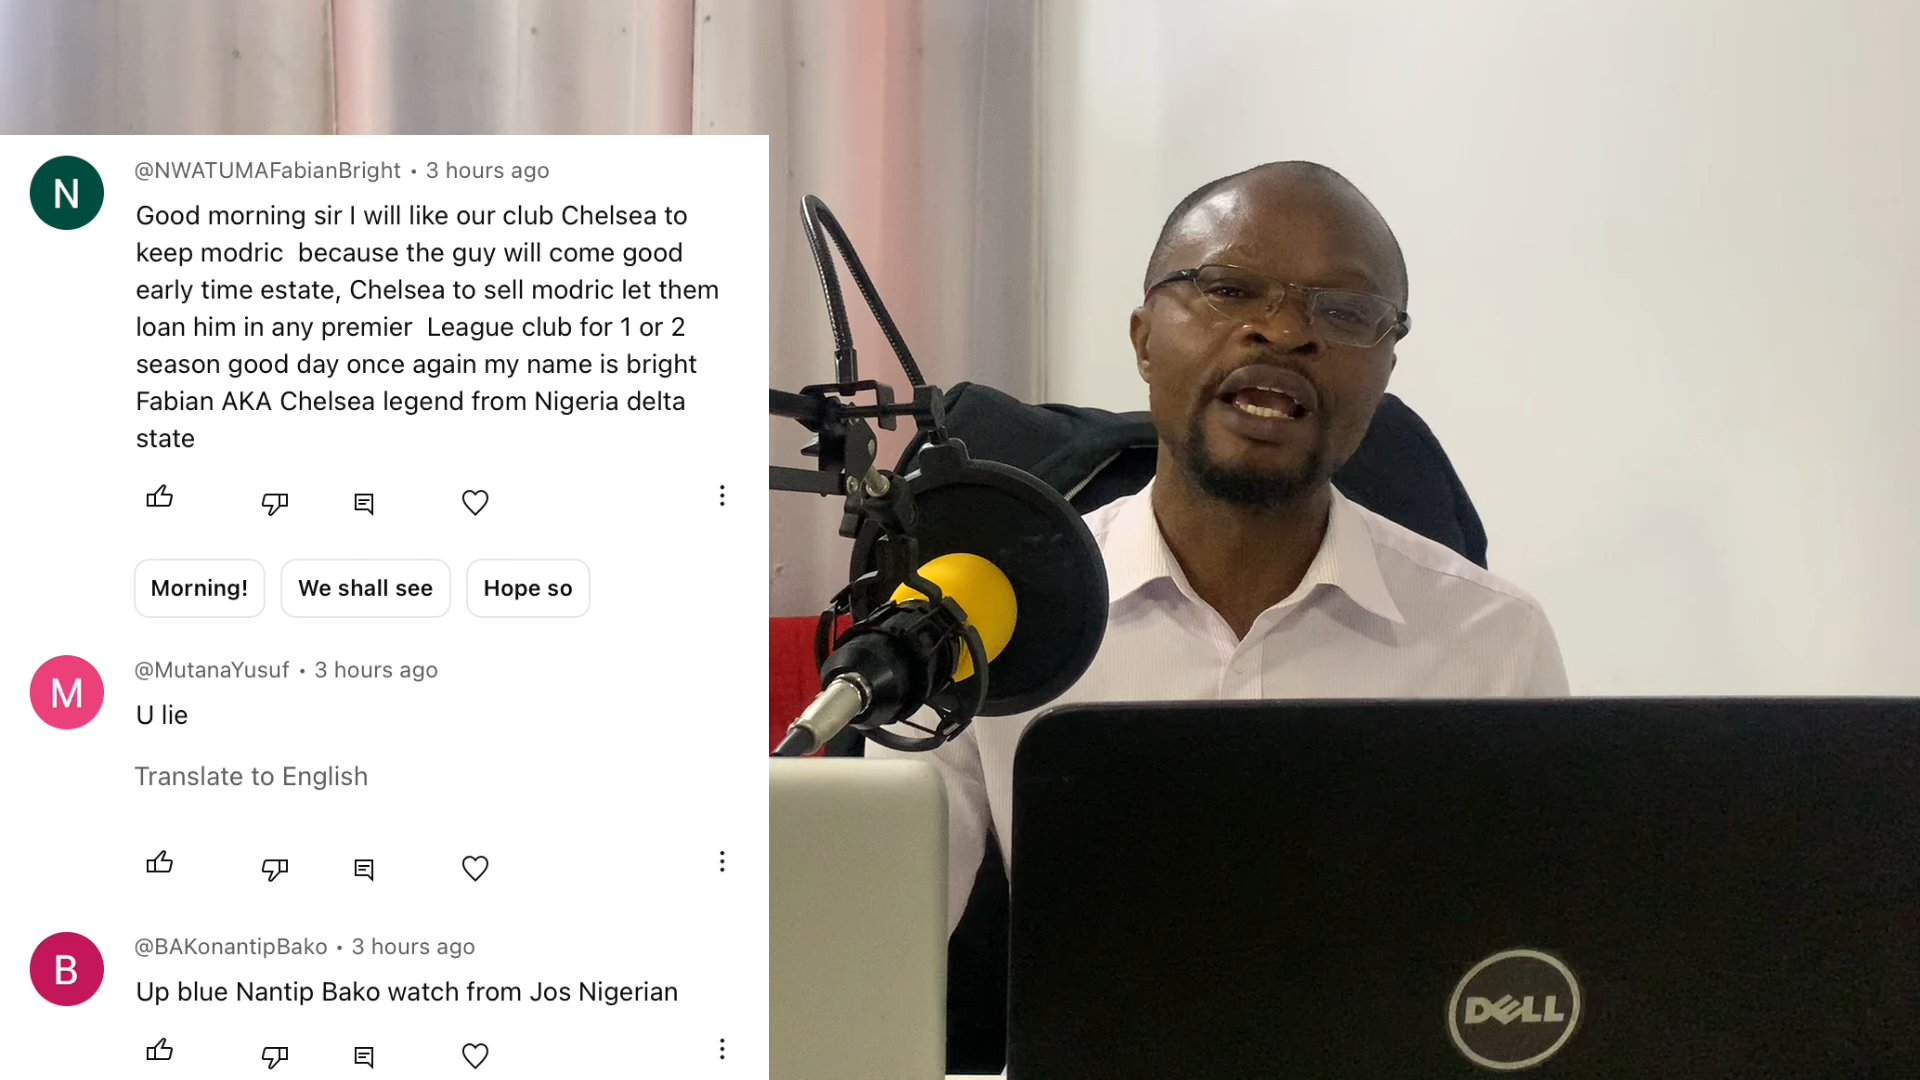 N
@NWATUMAFabianBright • 3 hours ago
Good morning sir I will like our club Chelsea to
keep modric  because the guy will come good
early time estate, Chelsea to sell modric let them
loan him in any premier  League club for 1 or 2
season good day once again my name is bright
Fabian AKA Chelsea legend from Nigeria delta
state
Morning!
We shall see
Hope so
M
@MutanaYusuf • 3 hours ago
U lie
Translate to English
B
@BAKonantipBako • 3 hours ago
Up blue Nantip Bako watch from Jos Nigerian
DELL